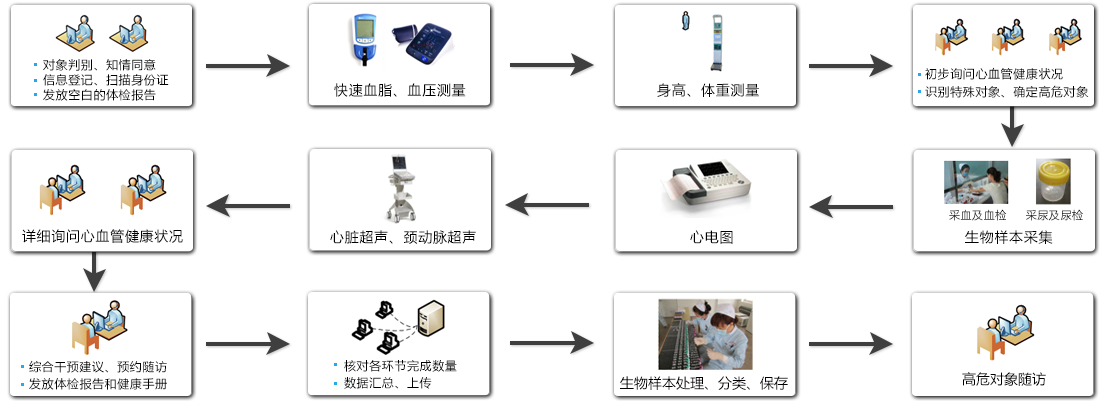 对象判别、知情同意
信息登记、扫描身份证
发放空白的体检报告
快速血脂、血压测量
身高、体重测量
初步询问心血管健康状况
识别特殊对象、确定高危对象
采血及血检
采尿及尿检
生物样本采集
心电图
心脏超声、颈动脉超声
详细询问心血管健康状况
综合干预建议、预约随访
发放体检报告和健康手册
核对各环节完成数量
数据汇总、上传
生物样本处理、分类、保存
高危对象随访